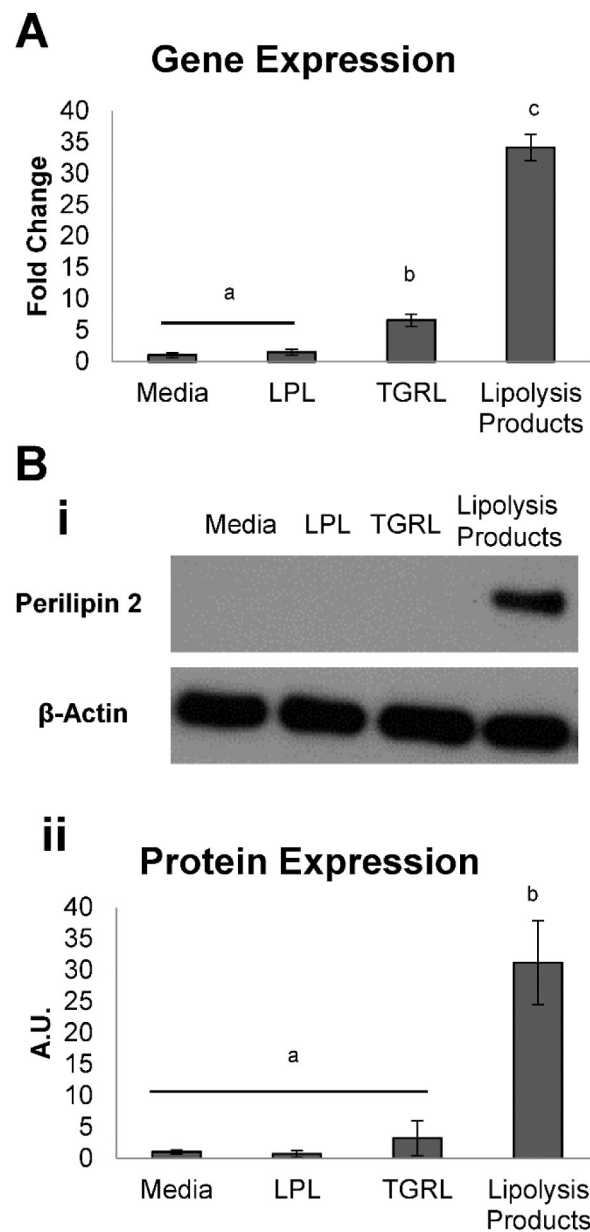 A
Gene Expression
Fold Change
40
35
30
25
20
15
10
5
0
a
b
c
Media LPL TGRL Lipolysis
Products
B
i
Media LPL TGRL Lipolysis
Products
Perilipin 2
β-Actin
ii
Protein Expression
A.U.
40
35
30
25
20
15
10
5
0
a
b
Media LPL TGRL Lipolysis
Products